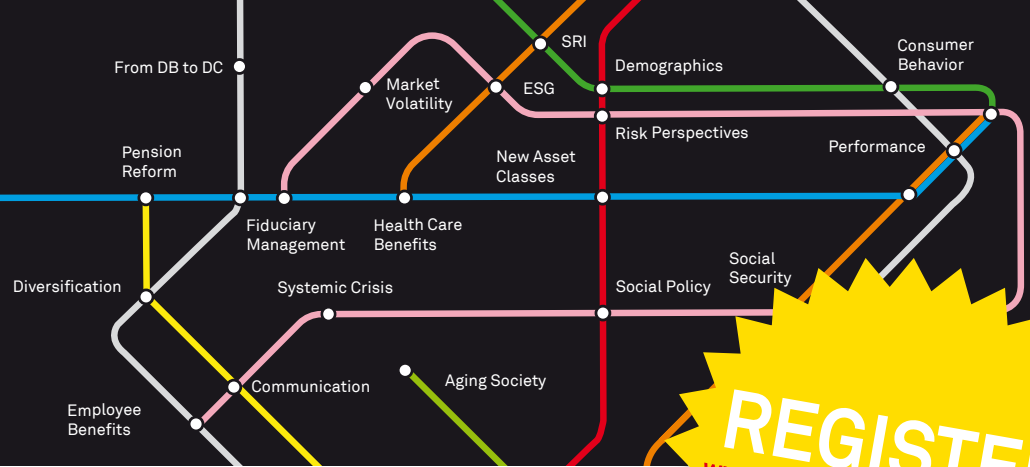 SRI
Consumer
Behavior
From DB to DC
Demographics
Market
Volatility
ESG
Risk Perspectives
Performance
Pension
Reform
New Asset
Classes
Fiduciary
Management
Health Care
Benefits
Social
Security
Diversification
Systemic Crisis
Social Policy
Communication
Aging Society
Employee
Benefits
REGISTE